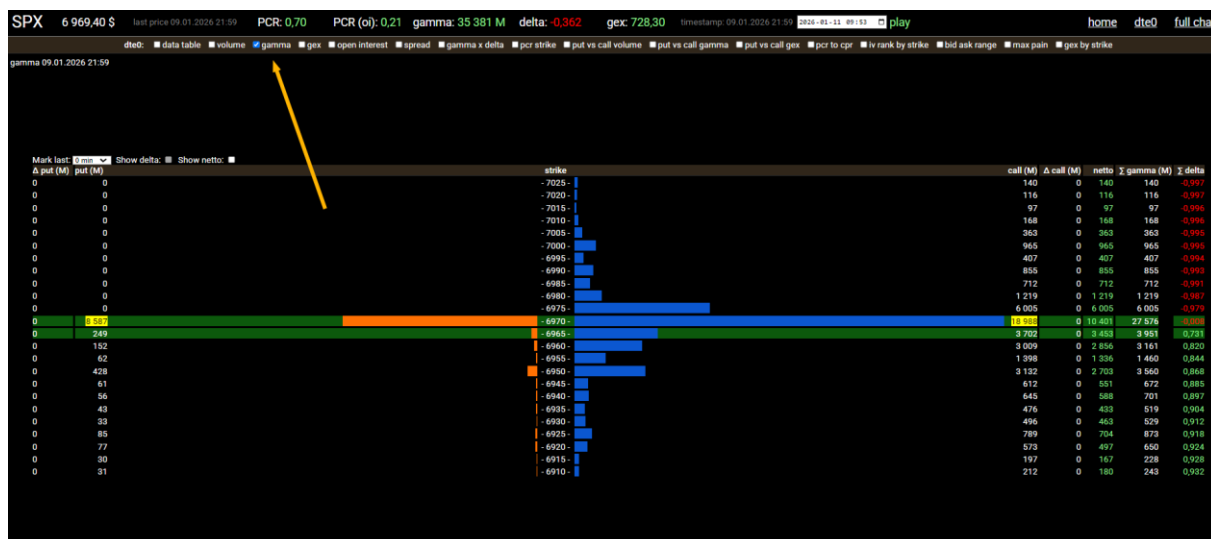 SPX 6 969,40 $ last price 09.01.2026 21:59 PCR: 0,70 PCR (oi): 0,21 gamma: 35 381 M delta: -0,362 gex: 728,30 timestamp: 09.01.2026 21:59 2026-01-11 09:53 play home dte0 full cha
dte0: data table volume gamma gex open interest spread gamma x delta pcr strike put vs call volume put vs call gamma put vs call gex pcr to cpr iv rank by strike bid ask range max pain gex by strike
gamma 09.01.2026 21:59
Mark last: 0 min Show delta: Show netto:
Δ put (M) put (M) strike call (M) Δ call (M) netto ∑ gamma (M) ∑ delta
0 0 - 7025 - 140 0 140 140 -0,997
0 0 - 7020 - 116 0 116 116 -0,997
0 0 - 7015 - 97 0 97 97 -0,996
0 0 - 7010 - 168 0 168 168 -0,996
0 0 - 7005 - 363 0 363 363 -0,995
0 0 - 7000 - 965 0 965 965 -0,995
0 0 - 6995 - 407 0 407 407 -0,994
0 0 - 6990 - 855 0 855 855 -0,993
0 0 - 6985 - 712 0 712 712 -0,991
0 0 - 6980 - 1 219 0 1 219 1 219 -0,987
0 0 - 6975 - 6 005 0 6 005 6 005 -0,979
0 8 587 - 6970 - 18 988 0 10 401 27 576
0 249 - 6965 - 3 702 0 3 453 3 951 0,731
0 152 - 6960 - 3 009 0 2 856 3 161 0,820
0 62 - 6955 - 1 398 0 1 336 1 460 0,844
0 428 - 6950 - 3 132 0 2 703 3 560 0,868
0 61 - 6945 - 612 0 551 672 0,885
0 56 - 6940 - 645 0 588 701 0,897
0 43 - 6935 - 476 0 433 519 0,904
0 33 - 6930 - 496 0 463 529 0,912
0 85 - 6925 - 789 0 704 873 0,918
0 77 - 6920 - 573 0 497 650 0,924
0 30 - 6915 - 197 0 167 228 0,928
0 31 - 6910 - 212 0 180 243 0,932